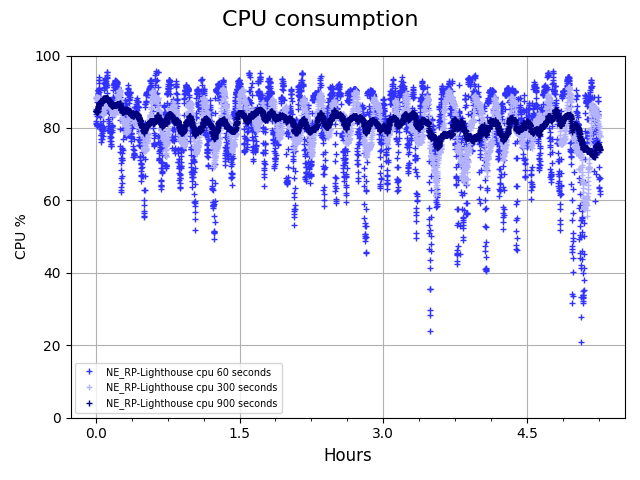 CPU consumption
100
80
60
40
20
0
CPU %
NE_RP-Lighthouse cpu 60 seconds
NE_RP-Lighthouse cpu 300 seconds
NE_RP-Lighthouse cpu 900 seconds
0.0 1.5 3.0 4.5
Hours